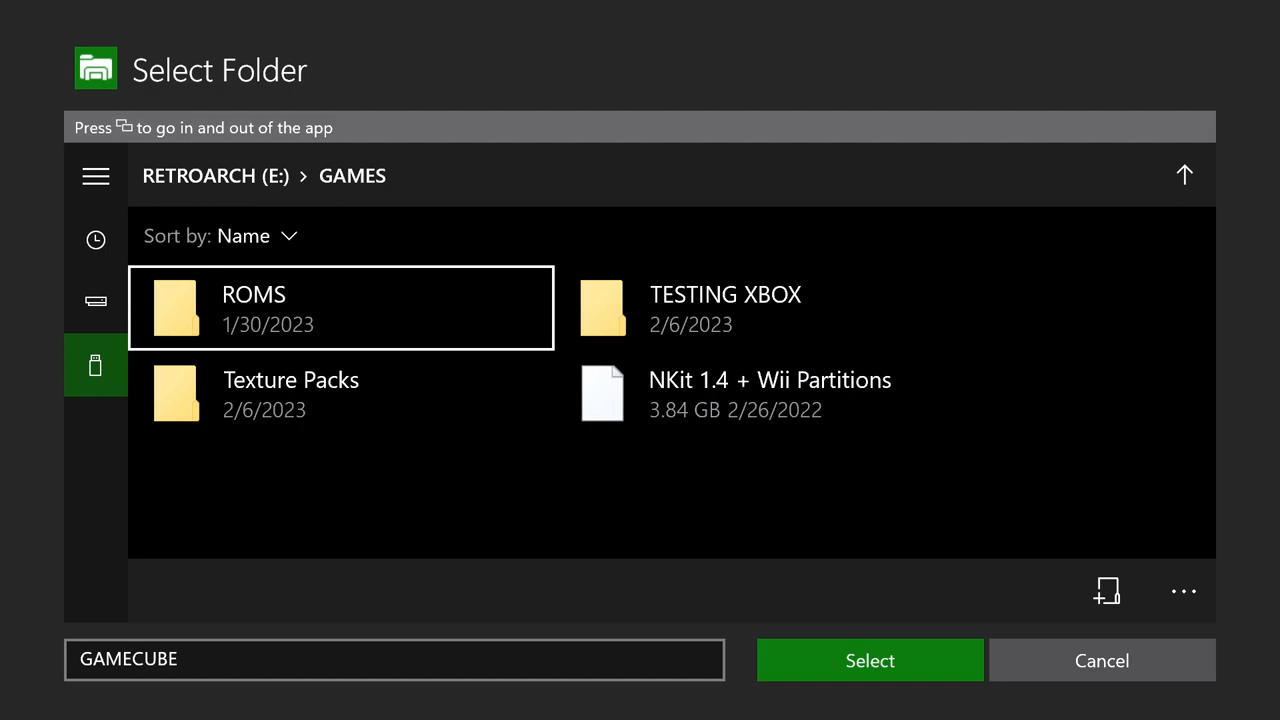 Select Folder
Press to go in and out of the app
RETROARCH (E:) > GAMES
Sort by: Name
ROMS
1/30/2023
TESTING XBOX
2/6/2023
Texture Packs
2/6/2023
NKit 1.4 + Wii Partitions
3.84 GB 2/26/2022
GAMECUBE
Select
Cancel